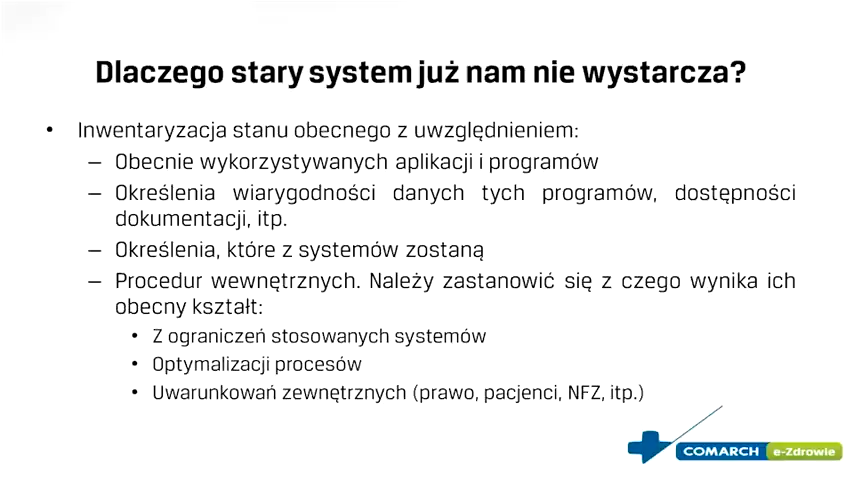 Dlaczego stary system już nam nie wystarcza?
• Inwentaryzacja stanu obecnego z uwzględnieniem:
– Obecnie wykorzystywanych aplikacji i programów
– Określenia wiarygodności danych tych programów, dostępności
dokumentacji, itp.
– Określenia, które z systemów zostaną
– Procedur wewnętrznych. Należy zastanowić się z czego wynika ich
obecny kształt:
• Z ograniczeń stosowanych systemów
• Optymalizacji procesów
• Uwarunkowań zewnętrznych (prawo, pacjenci, NFZ, itp.)
COMARCH e-Zdrowie